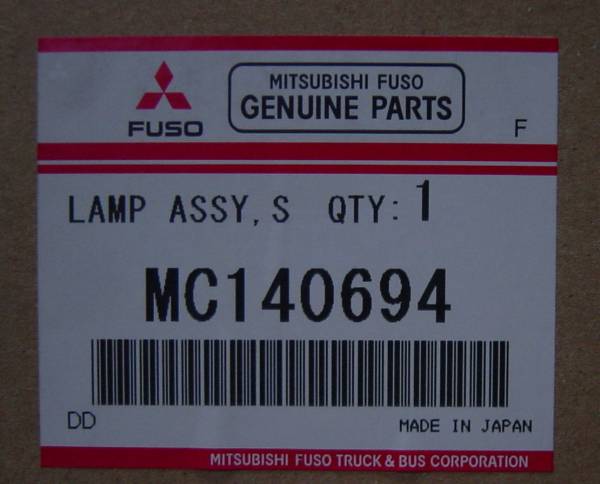 MITSUBISHI FUSO
GENUINE PARTS
FUSO
F
LAMP ASSY,S QTY: 1
MC140694
DD
MADE IN JAPAN
MITSUBISHI FUSO TRUCK & BUS CORPORATION